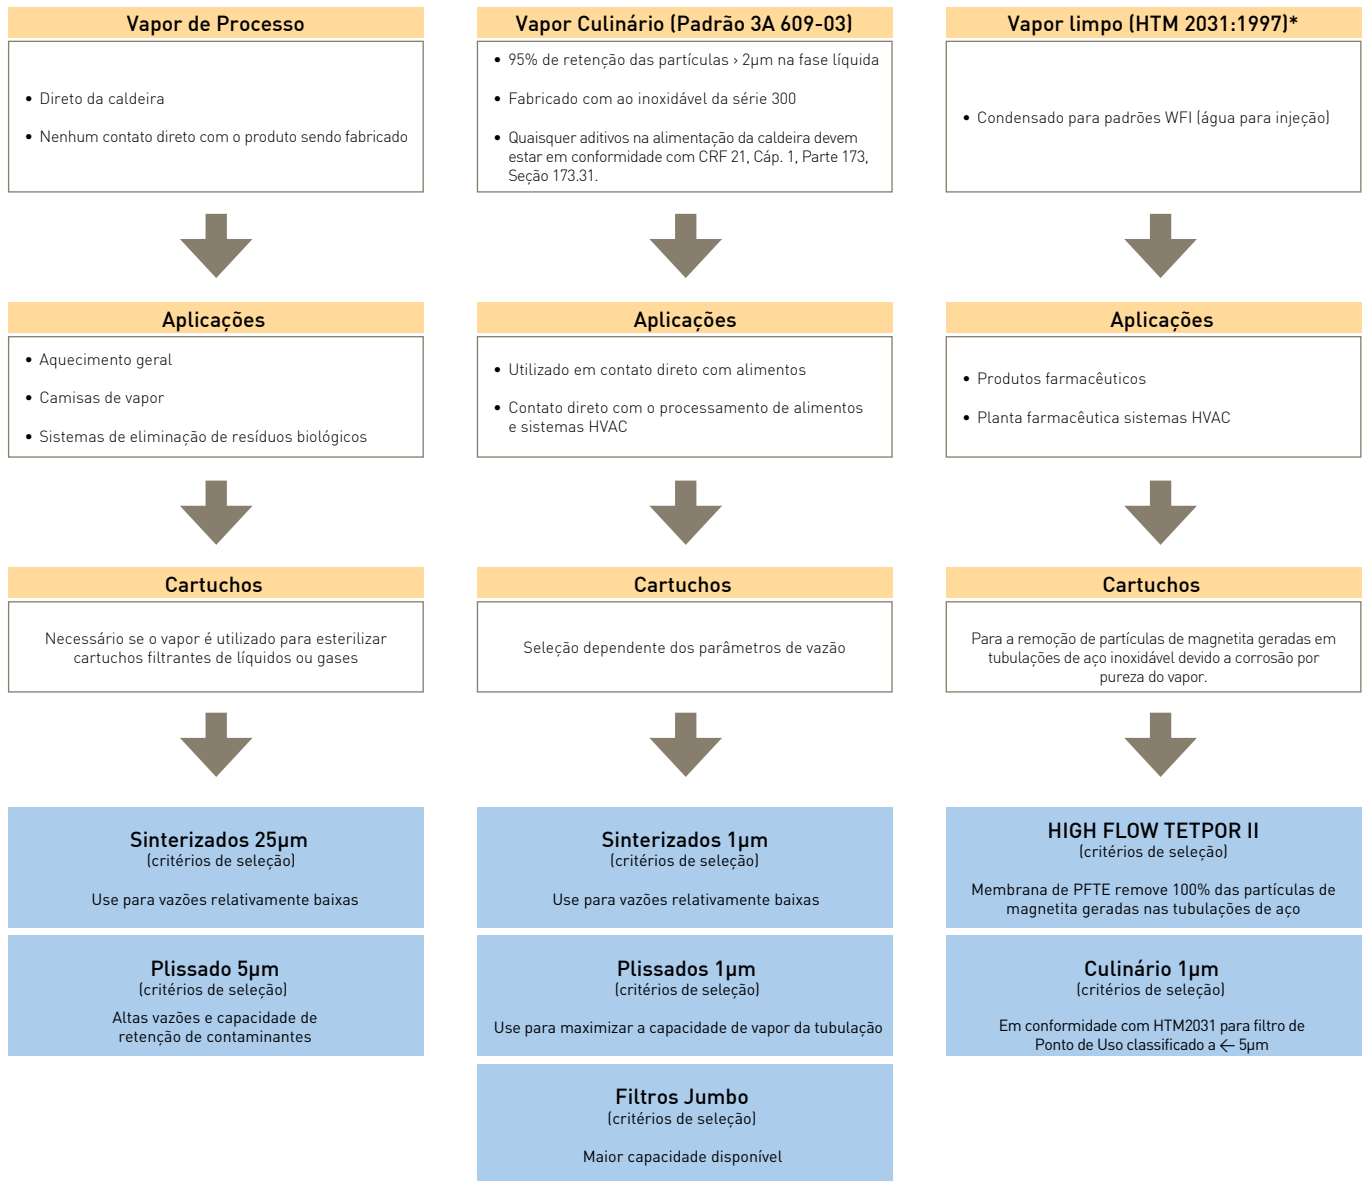 Vapor de Processo
• Direto da caldeira
• Nenhum contato direto com o produto sendo fabricado
Aplicações
• Aquecimento geral
• Camisas de vapor
• Sistemas de eliminação de resíduos biológicos
Cartuchos
Necessário se o vapor é utilizado para esterilizar
cartuchos filtrantes de líquidos ou gases
Sinterizados 25µm
(critérios de seleção)
Use para vazões relativamente baixas
Plissado 5µm
(critérios de seleção)
Altas vazões e capacidade de
retenção de contaminantes
Vapor Culinário (Padrão 3A 609-03)
• 95% de retenção das partículas › 2µm na fase líquida
• Fabricado com ao inoxidável da série 300
• Quaisquer aditivos na alimentação da caldeira devem
estar em conformidade com CRF 21, Cáp. 1, Parte 173,
Seção 173.31.
Aplicações
• Utilizado em contato direto com alimentos
• Contato direto com o processamento de alimentos
e sistemas HVAC
Cartuchos
Seleção dependente dos parâmetros de vazão
Sinterizados 1µm
(critérios de seleção)
Use para vazões relativamente baixas
Plissados 1µm
(critérios de seleção)
Use para maximizar a capacidade de vapor da tubulação
Filtros Jumbo
(critérios de seleção)
Maior capacidade disponível
Vapor limpo (HTM 2031:1997)*
• Condensado para padrões WFI (água para injeção)
Aplicações
• Produtos farmacêuticos
• Planta farmacêutica sistemas HVAC
Cartuchos
Para a remoção de partículas de magnetita geradas em
tubulações de aço inoxidável devido a corrosão por
pureza do vapor.
HIGH FLOW TETPOR II
(critérios de seleção)
Membrana de PFTE remove 100% das partículas de
magnetita geradas nas tubulações de aço
Culinário 1µm
(critérios de seleção)
Em conformidade com HTM2031 para filtro de
Ponto de Uso classificado a ← 5µm